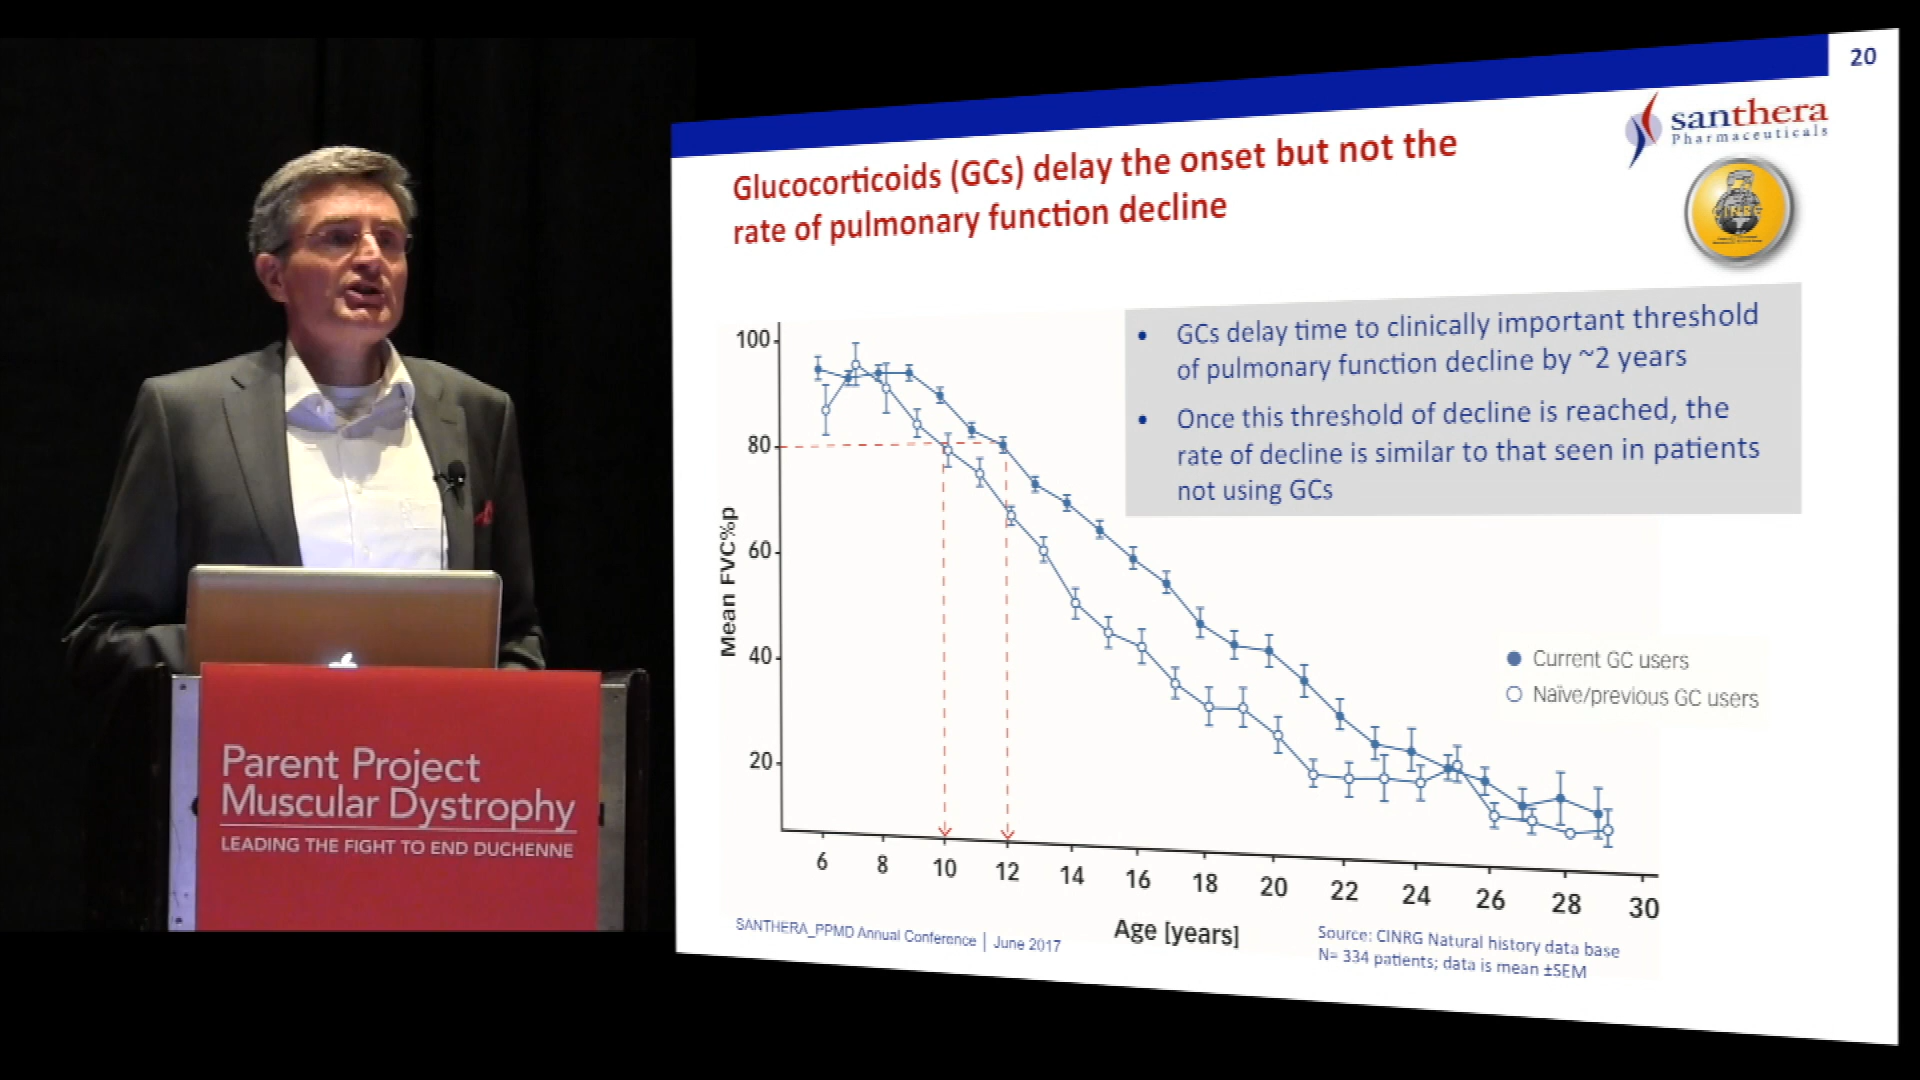 20
santhera
Pharmaceuticals
CINRG
Glucocorticoids (GCs) delay the onset but not the
rate of pulmonary function decline
• GCs delay time to clinically important threshold
of pulmonary function decline by ~2 years
• Once this threshold of decline is reached, the
rate of decline is similar to that seen in patients
not using GCs
100
80
60
40
20
Mean FVC%p
Current GC users
Naïve/previous GC users
6 8 10 12 14 16 18 20 22 24 26 28 30
Age [years]
SANTHERA_PPMD Annual Conference | June 2017
Source: CINRG Natural history data base
N= 334 patients; data is mean ±SEM
Parent Project
Muscular Dystrophy
LEADING THE FIGHT TO END DUCHENNE